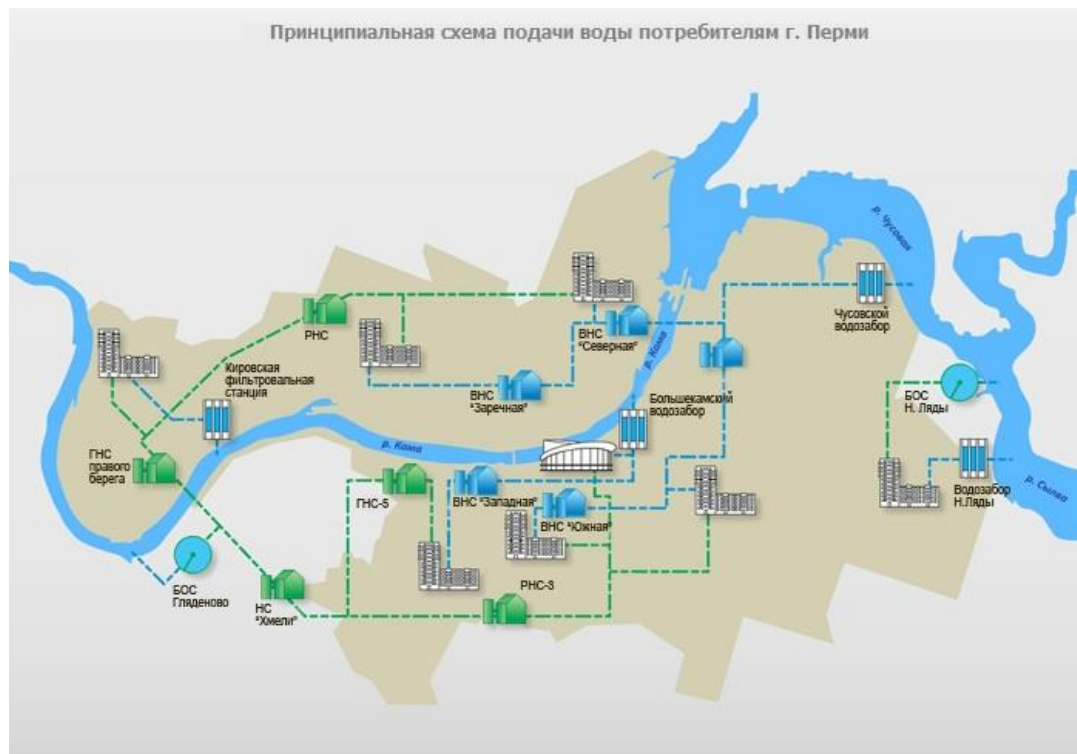 Принципиальная схема подачи воды потребителям г. Перми
р. Чусовая
Чусовской
водозабор
РНС
ВНС
"Северная"
р. Кама
Кировская
фильтровальная
станция
ВНС
"Заречная"
Большекамский
водозабор
БОС
Н. Ляды
р. Кама
ГНС
правого
берега
ГНС-5
ВНС "Западная"
ВНС "Южная"
Водозабор
Н.Ляды
р. Сылва
БОС
Гляденово
НС
"Хмели"
РНС-3